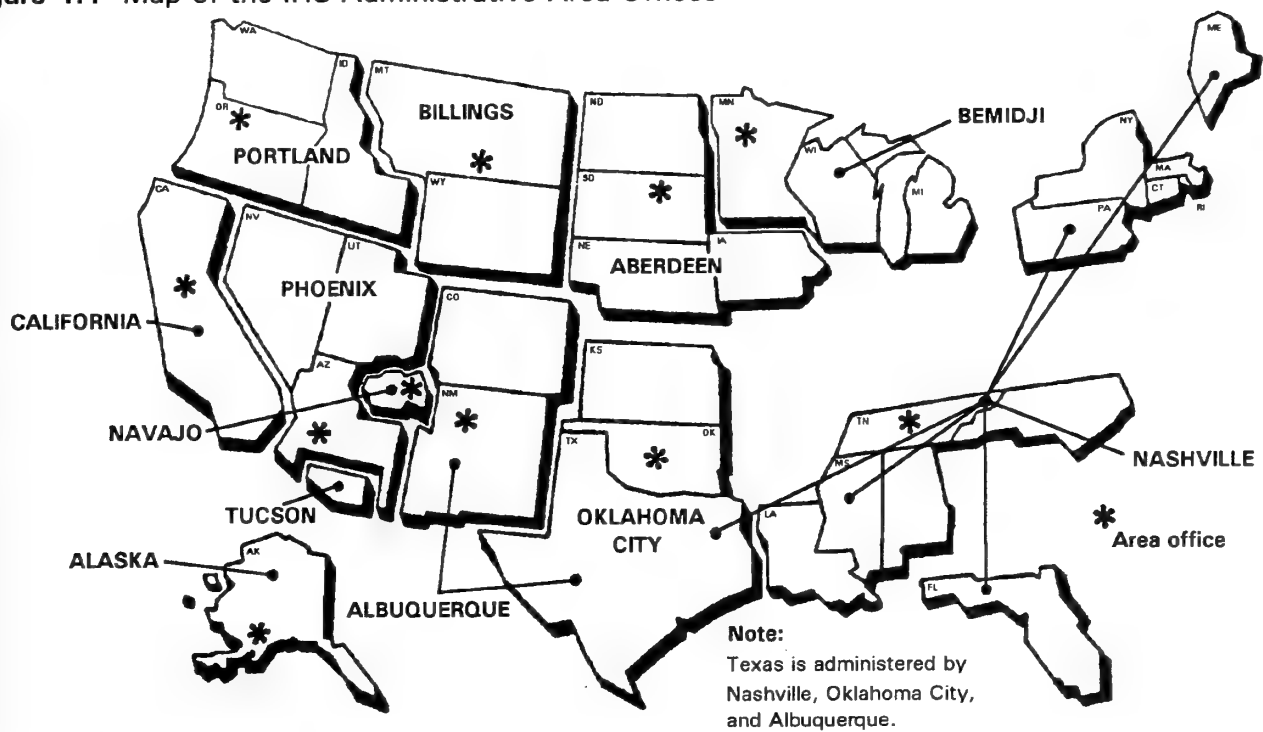 Map of the IHS Administrative Area Offices
WA
ID
MT
OR
PORTLAND
BILLINGS
WY
ND
SD
NE
IA
ABERDEEN
MN
WI
MI
BEMIDJI
ME
NY
MA
CT
RI
PA
CA
NV
UT
PHOENIX
CALIFORNIA
CO
AZ
NM
NAVAJO
TUCSON
KS
OK
TX
OKLAHOMA
CITY
TN
MS
LA
FL
NASHVILLE
Area office
ALASKA
AK
ALBUQUERQUE
Note:
Texas is administered by
Nashville, Oklahoma City,
and Albuquerque.